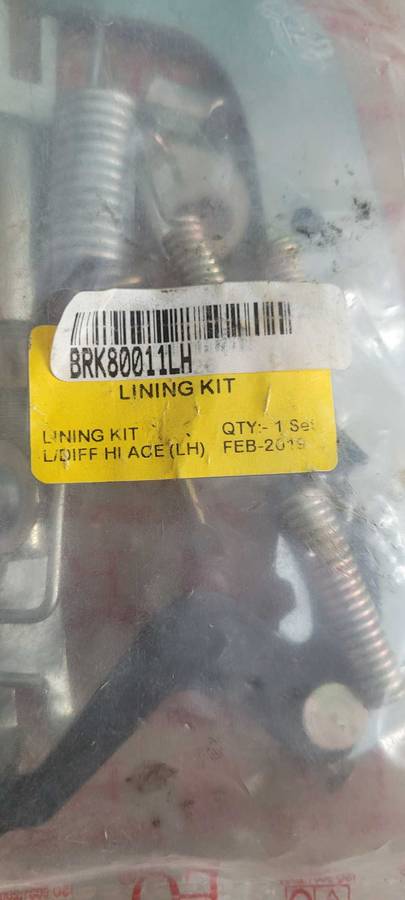 BRK80011LH
LINING KIT
LINING KIT QTY:- 1 Set
L/DIFF HI ACE (LH) FEB-2019